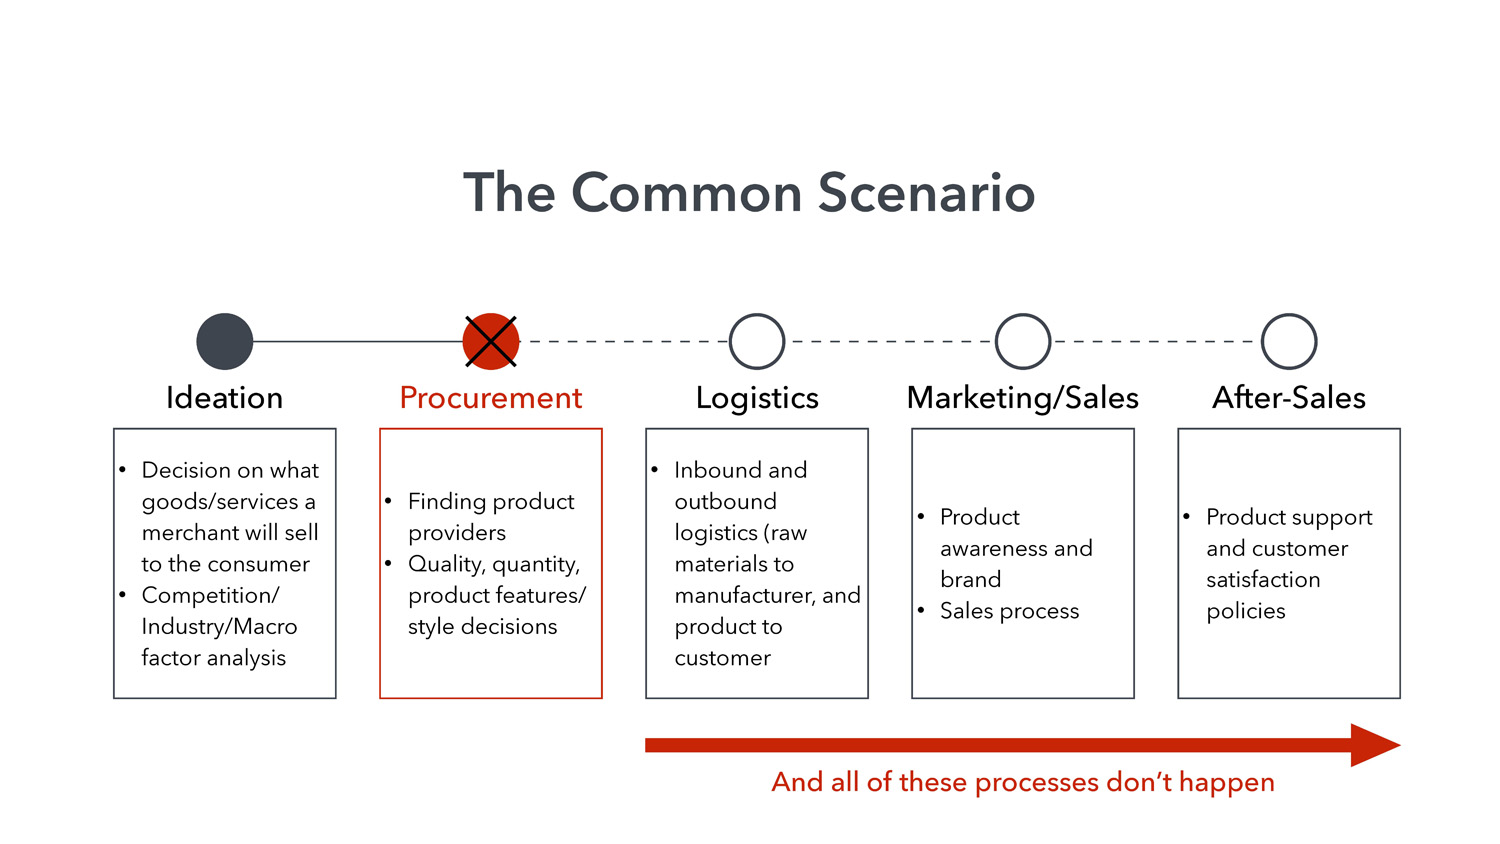 The Common Scenario
Ideation
Procurement
Logistics
Marketing/Sales
After-Sales
• Decision on what
goods/services a
merchant will sell
to the consumer
• Competition/
Industry/Macro
factor analysis
• Finding product
providers
• Quality, quantity,
product features/
style decisions
• Inbound and
outbound
logistics (raw
materials to
manufacturer, and
product to
customer
• Product
awareness and
brand
• Sales process
• Product support
and customer
satisfaction
policies
And all of these processes don’t happen